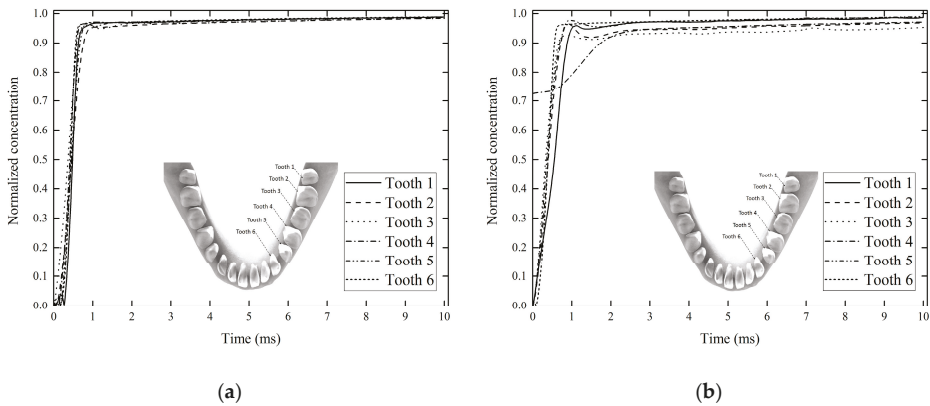 Normalized concentration
1.0
0.9
0.8
0.7
0.6
0.5
0.4
0.3
0.2
0.1
0.0
0 1 2 3 4 5 6 7 8 9 10
Time (ms)
Tooth 1
Tooth 2
Tooth 3
Tooth 4
Tooth 5
Tooth 6
Tooth 1
Tooth 2
Tooth 3
Tooth 4
Tooth 5
Tooth 6
(a)
Normalized concentration
1.0
0.9
0.8
0.7
0.6
0.5
0.4
0.3
0.2
0.1
0.0
0 1 2 3 4 5 6 7 8 9 10
Time (ms)
Tooth 1
Tooth 2
Tooth 3
Tooth 4
Tooth 5
Tooth 6
Tooth 1
Tooth 2
Tooth 3
Tooth 4
Tooth 5
Tooth 6
(b)